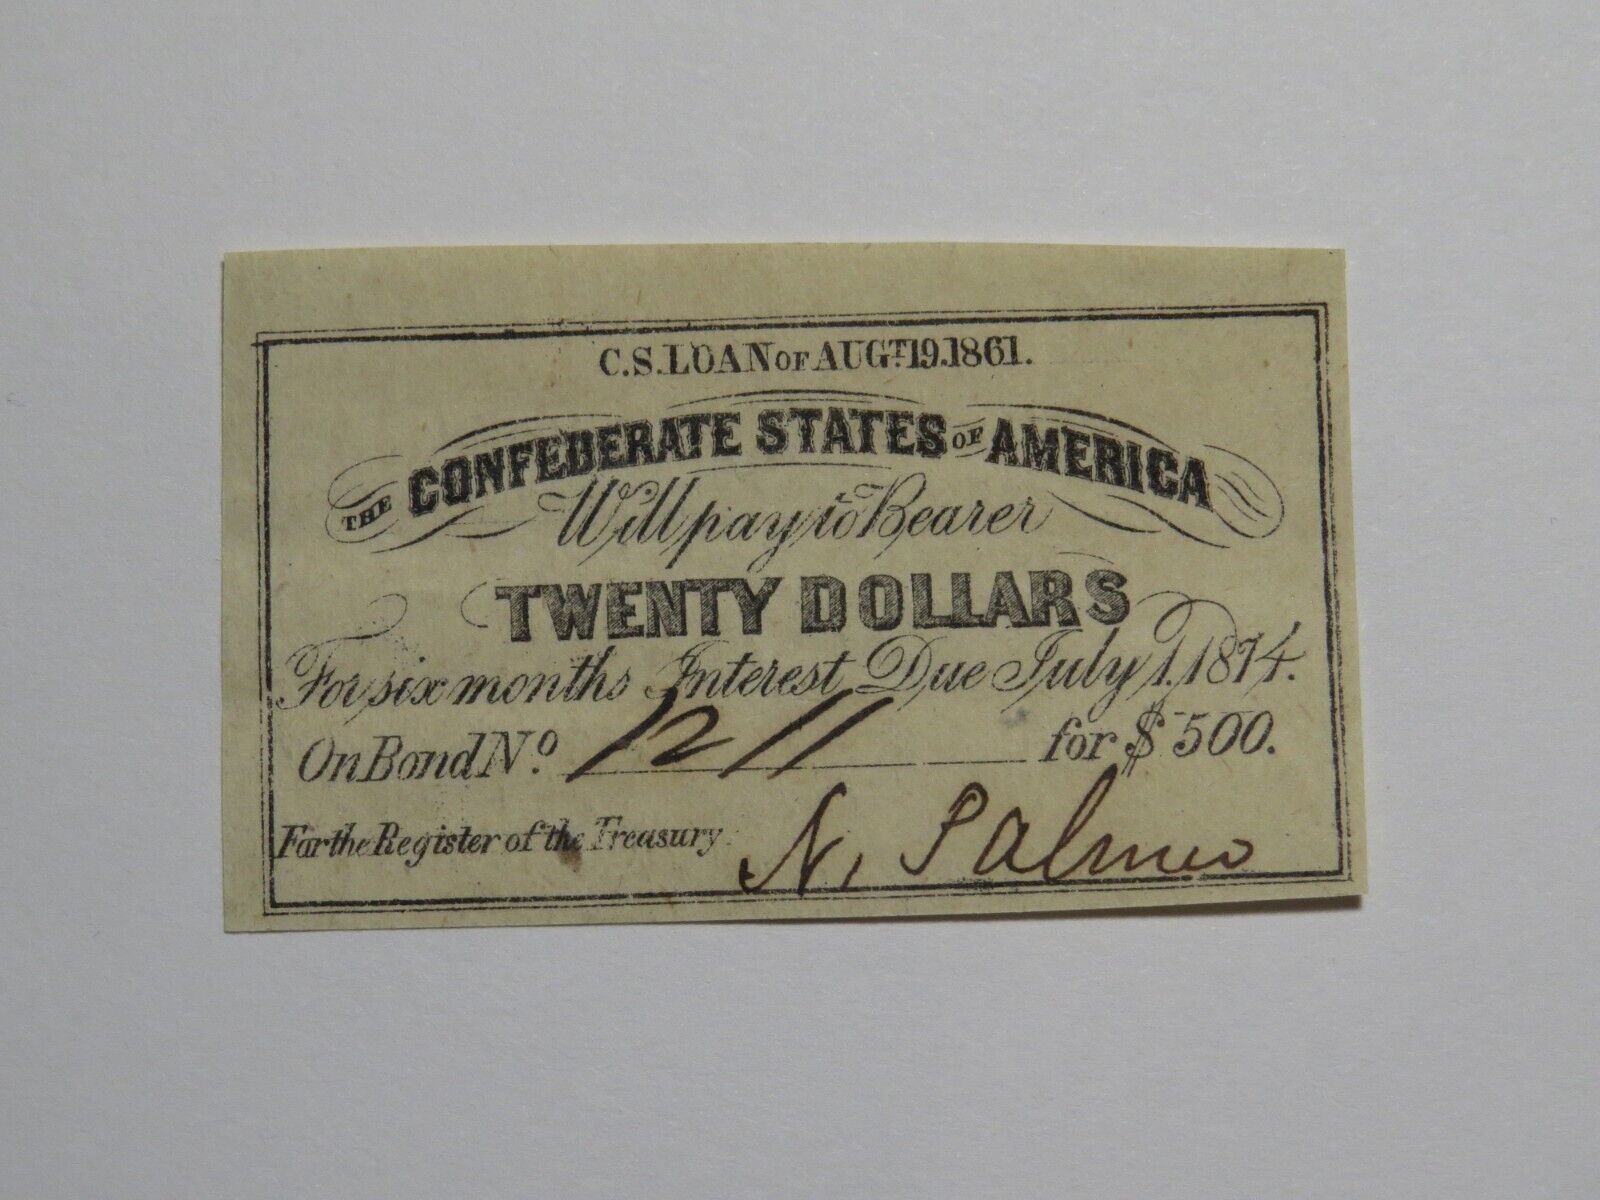 C.S. LOAN OF AUGT. 19. 1861.
THE CONFEDERATE STATES OF AMERICA
Will pay to Bearer
TWENTY DOLLARS
For six months Interest Due July 1. 1874.
On Bond No. 1211 for $500.
For the Register of the Treasury. N. Palmer